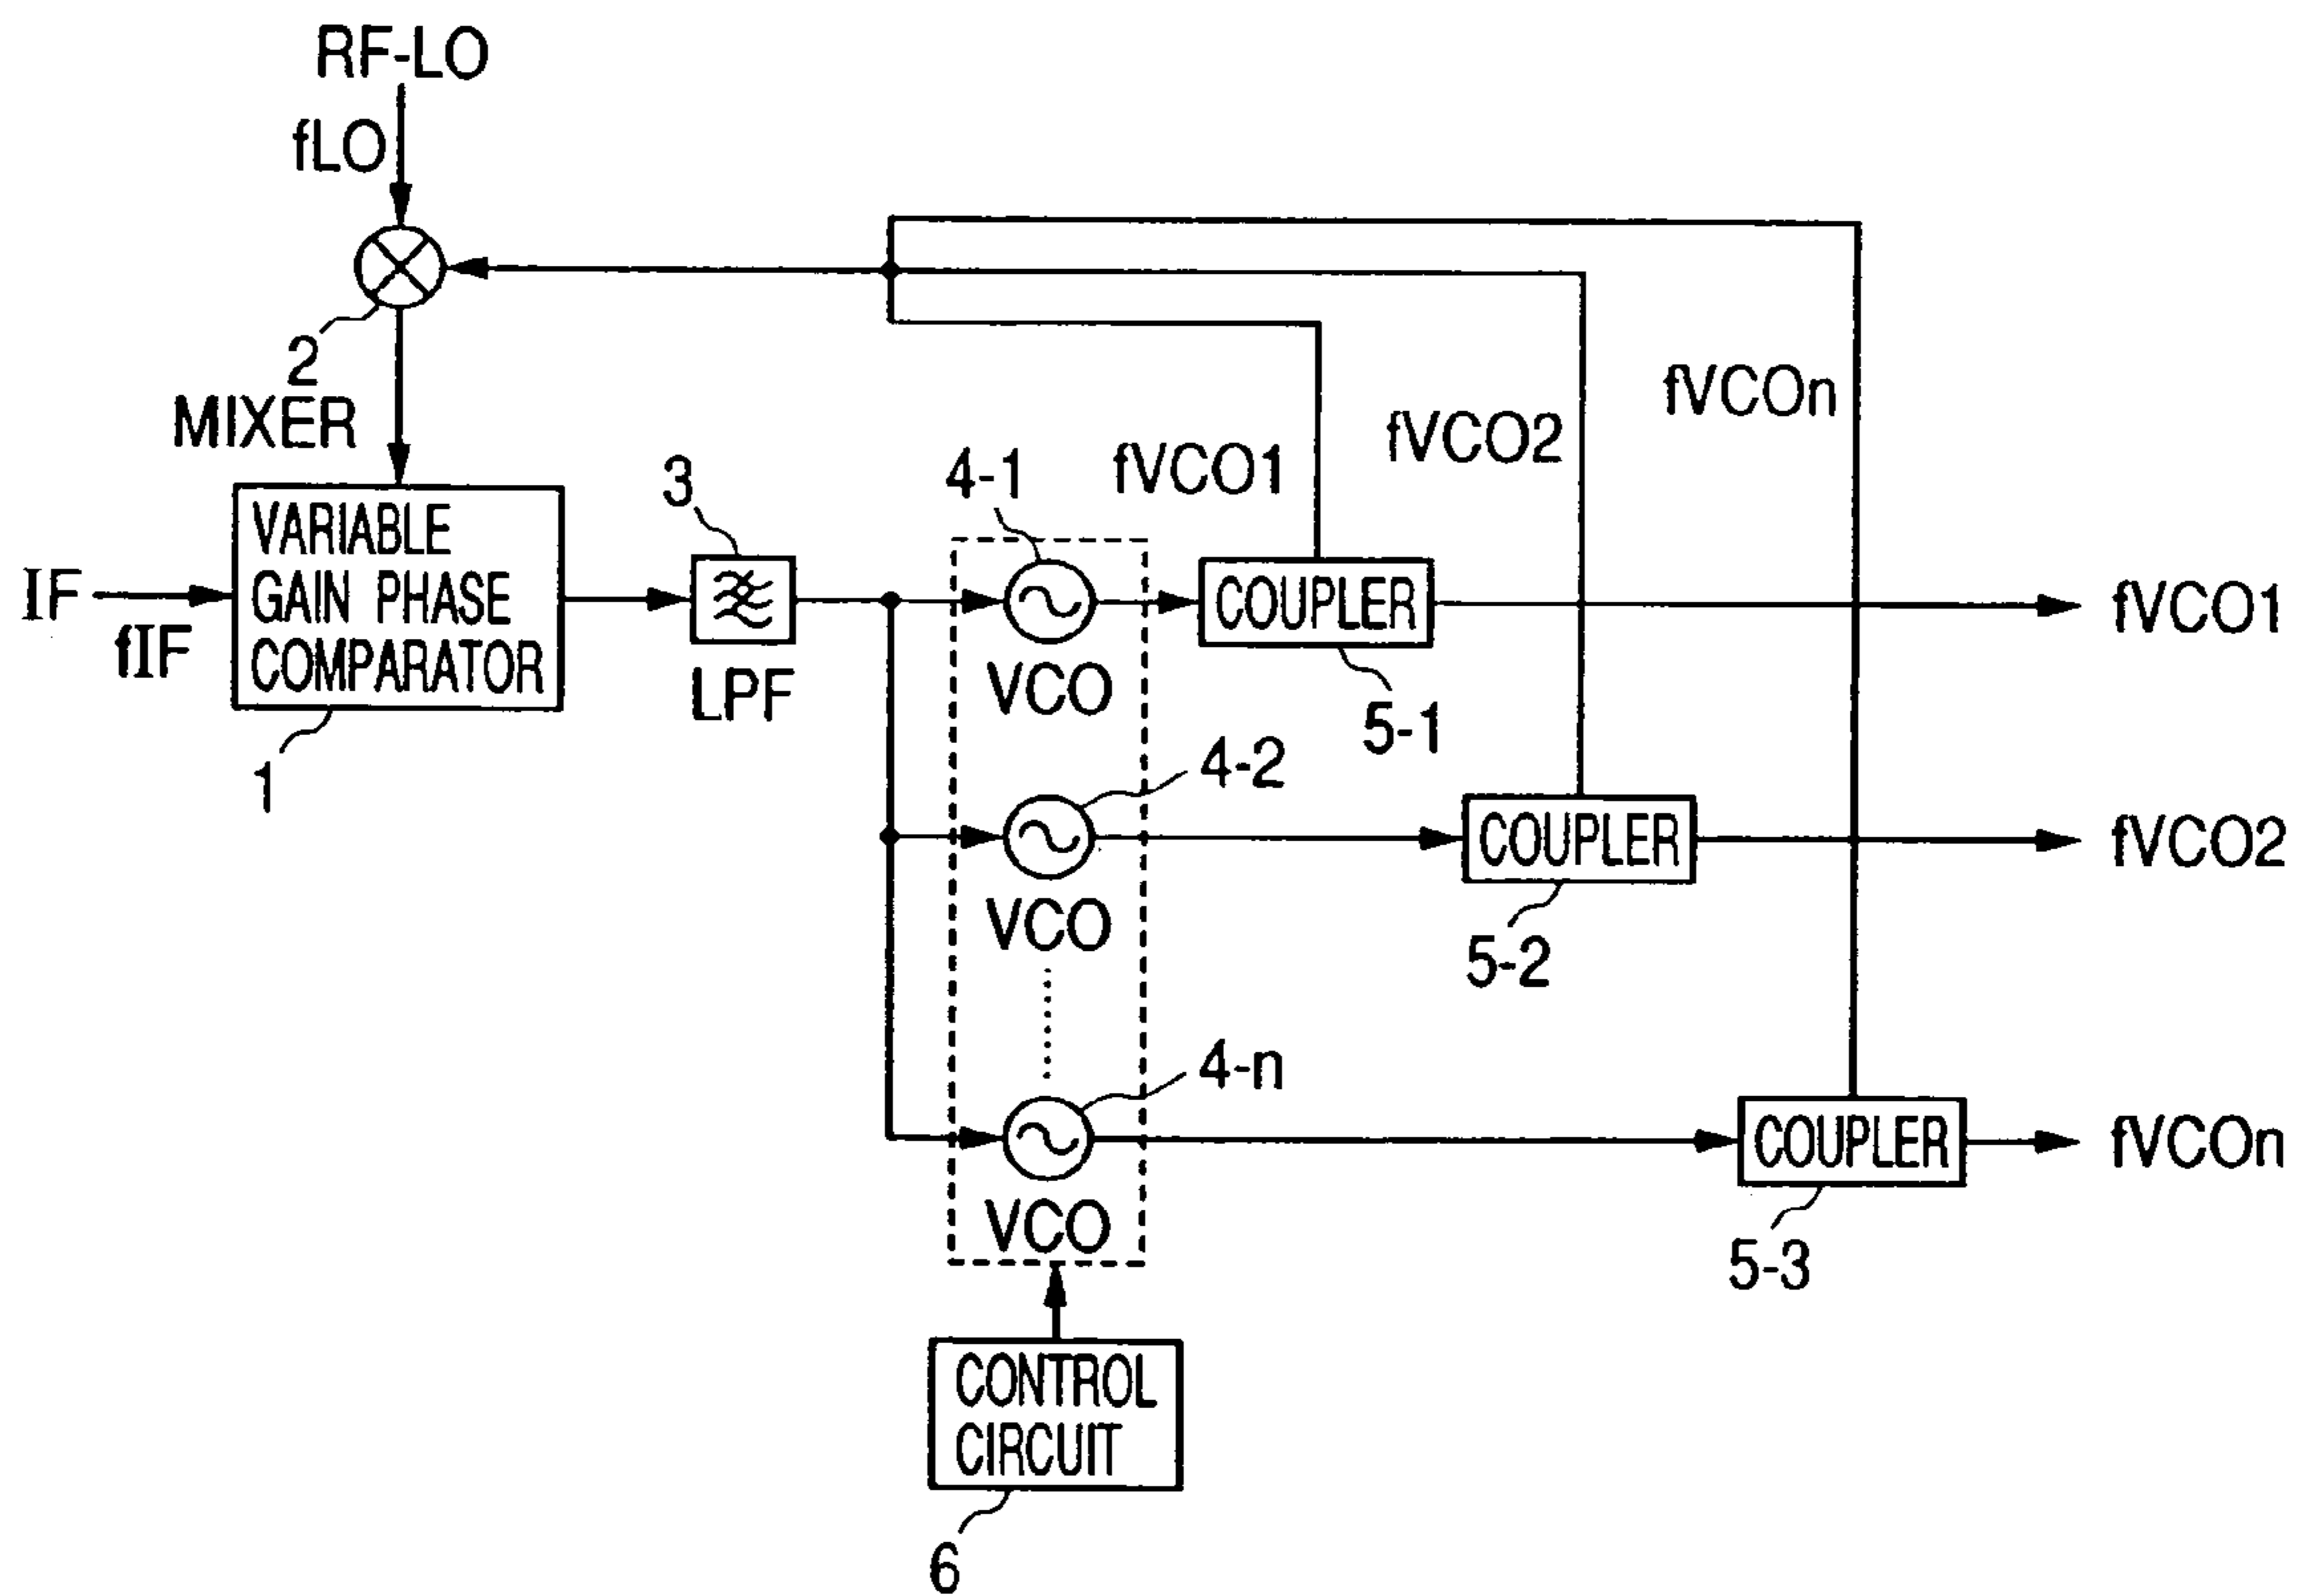 RF-LO
fLO
2
MIXER
fVCOn
fVCO2
fVCO1
VARIABLE
GAIN PHASE
COMPARATOR
IF
fIF
1
3
LPF
4-1
VCO
COUPLER
5-1
fVCO1
4-2
VCO
COUPLER
5-2
fVCO2
4-n
VCO
COUPLER
5-3
fVCOn
CONTROL
CIRCUIT
6